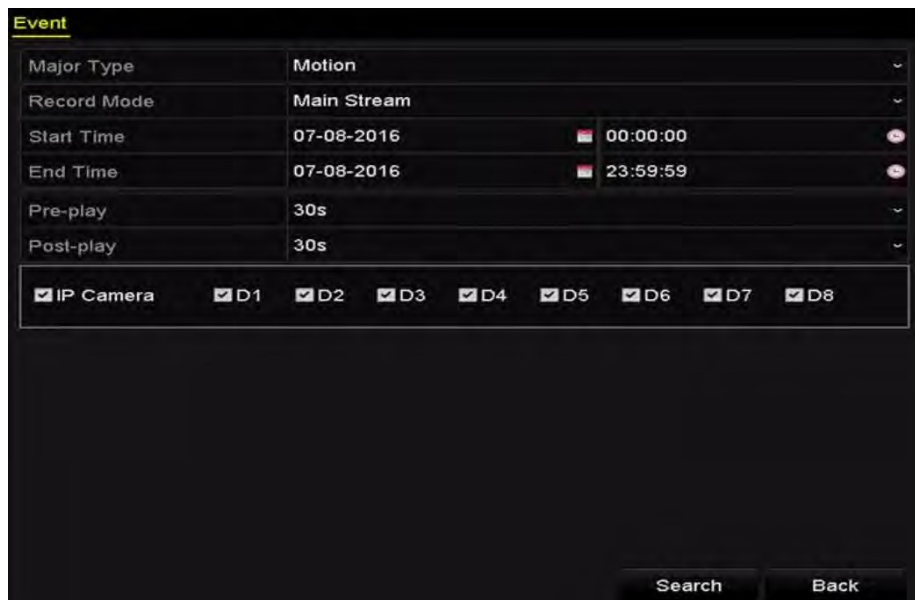 Event
Major Type Motion
Record Mode Main Stream
Start Time 07-08-2016 00:00:00
End Time 07-08-2016 23:59:59
Pre-play 30s
Post-play 30s
IP Camera D1 D2 D3 D4 D5 D6 D7 D8
Search Back